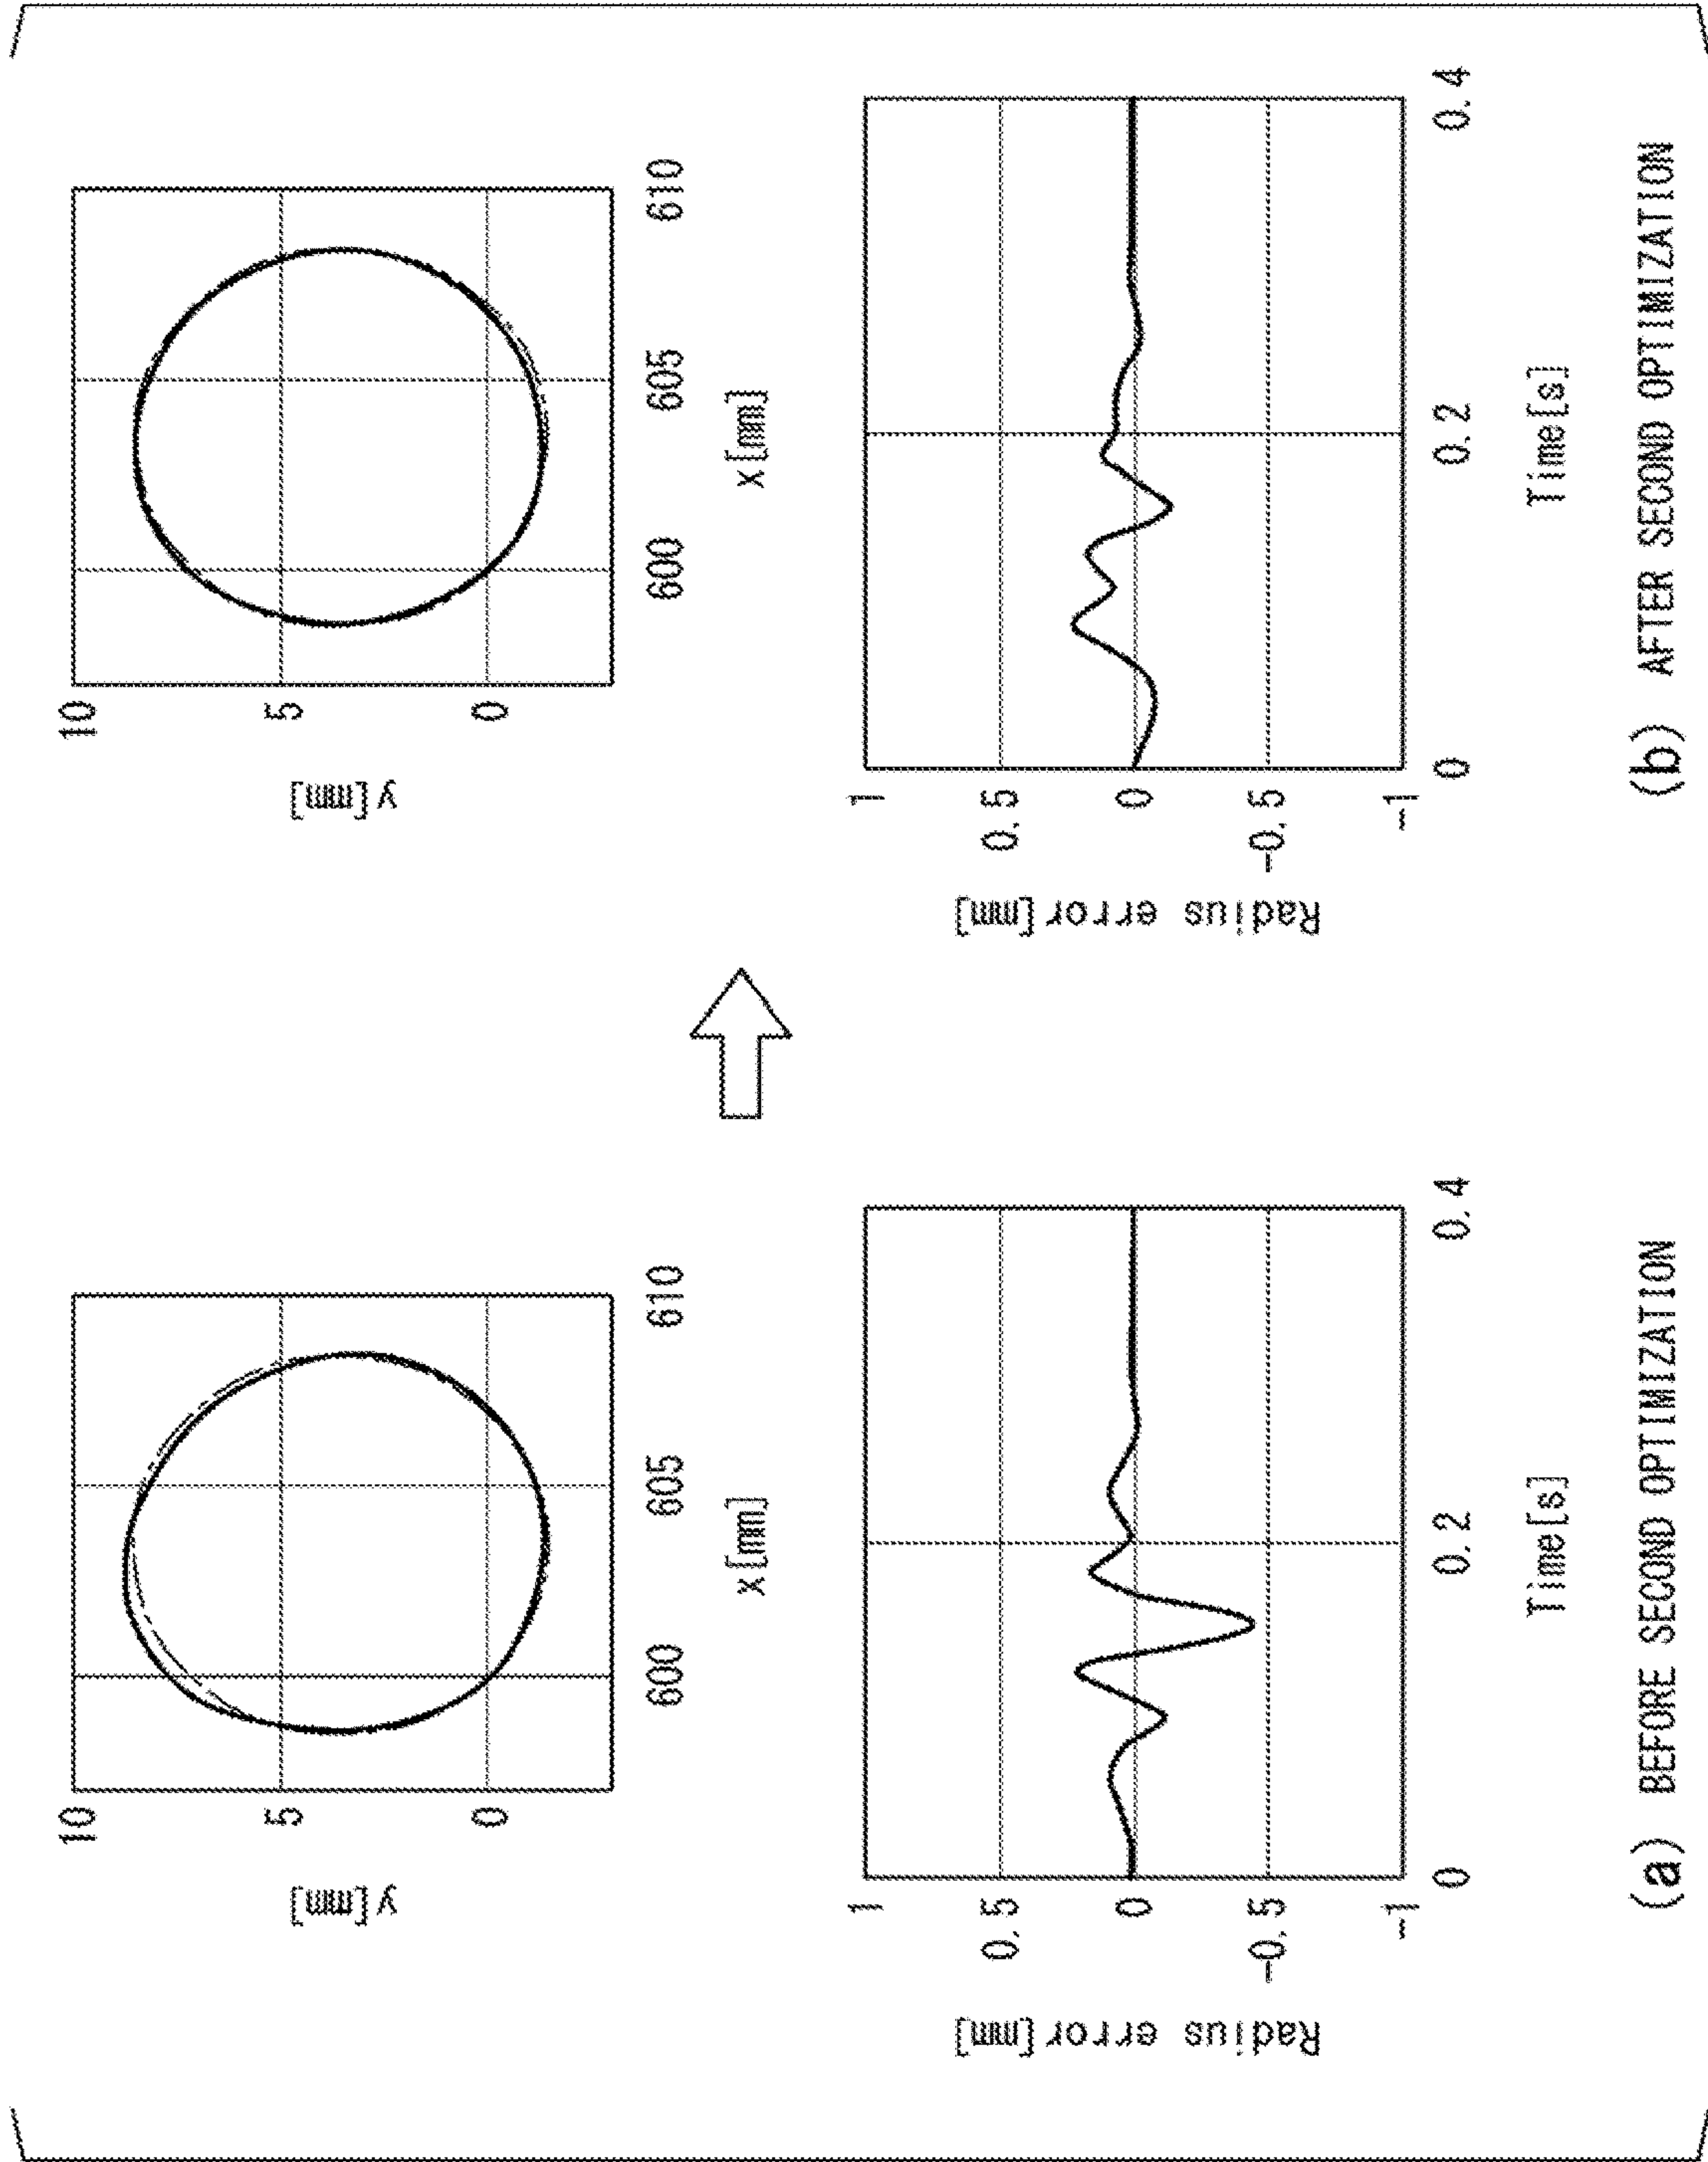 10
5
0
y[mm]
600
605
610
x[mm]
1
0.5
0
-0.5
-1
Radius error[mm]
0
0.2
0.4
Time[s]
(a) BEFORE SECOND OPTIMIZATION
10
5
0
y[mm]
600
605
610
x[mm]
1
0.5
0
-0.5
-1
Radius error[mm]
0
0.2
0.4
Time[s]
(b) AFTER SECOND OPTIMIZATION